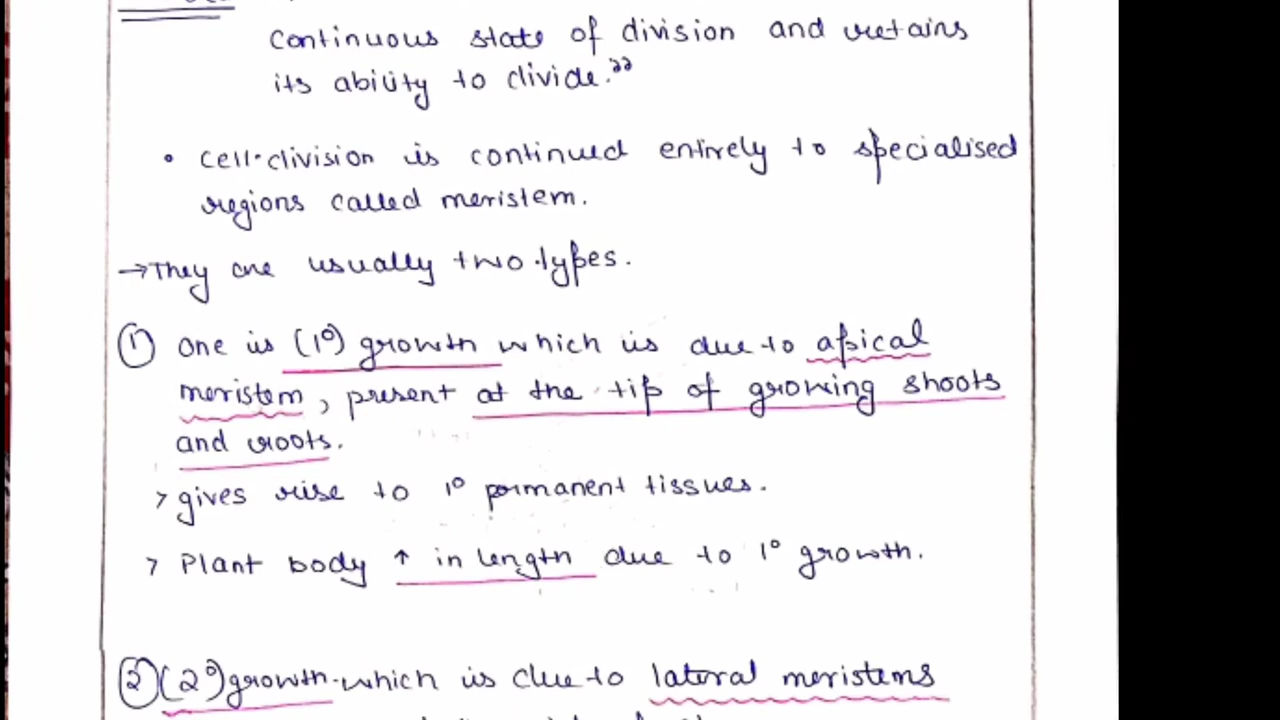 continuous state of division and retains
its ability to divide.”
• cell-division is continued entirely to specialised
regions called meristem.
→ They are usually two types.
① one is (1°) growth which is due to apical
meristem, present at the tip of growing shoots
and roots.
> gives rise to 1° permanent tissues.
> Plant body ↑ in length due to 1° growth.
② (2°) growth which is due to lateral meristems